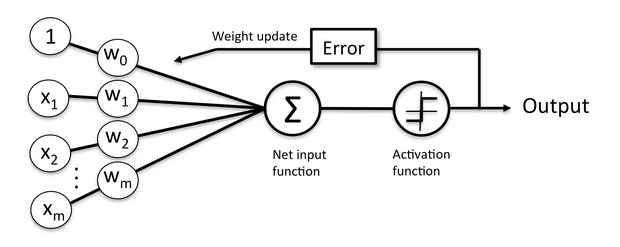 1
w0
Weight update
Error
x1
w1
Σ
Output
x2
w2
Net input
function
Activation
function
⋮
wm
xm